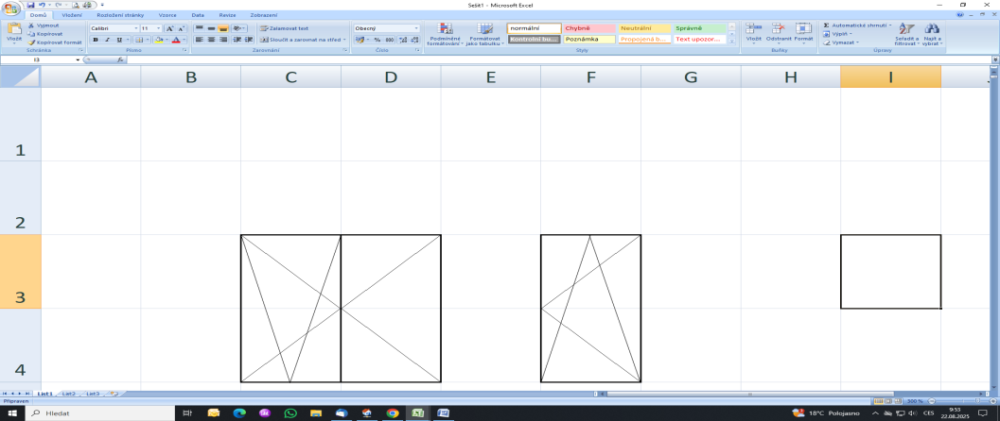 Sešit1 - Microsoft Excel
Domů Vložení Rozložení stránky Vzorce Data Revize Zobrazení
Vložit
Vyjmout
Kopírovat
Kopírovat formát
Schránka
Calibri 11
Písmo
Zalamovat text
Sloučit a zarovnat na střed
Zarovnání
Obecný
% 000
Číslo
Podmíněné formátování
Formátovat jako tabulku
normální Chybně Neutrální Správně
Kontrolní bu... Poznámka Propojená b... Text upozor...
Styly
Vložit Odstranit Formát
Buňky
Σ Automatické shrnutí
Výplň
Vymazat
Seřadit a filtrovat
Najít a vybrat
Úpravy
I3 fx
A B C D E F G H I
1
2
3
4
List1 List2 List3
Připraven 300 %
Hledat
18°C Polojasno CES 9:53
22.08.2025